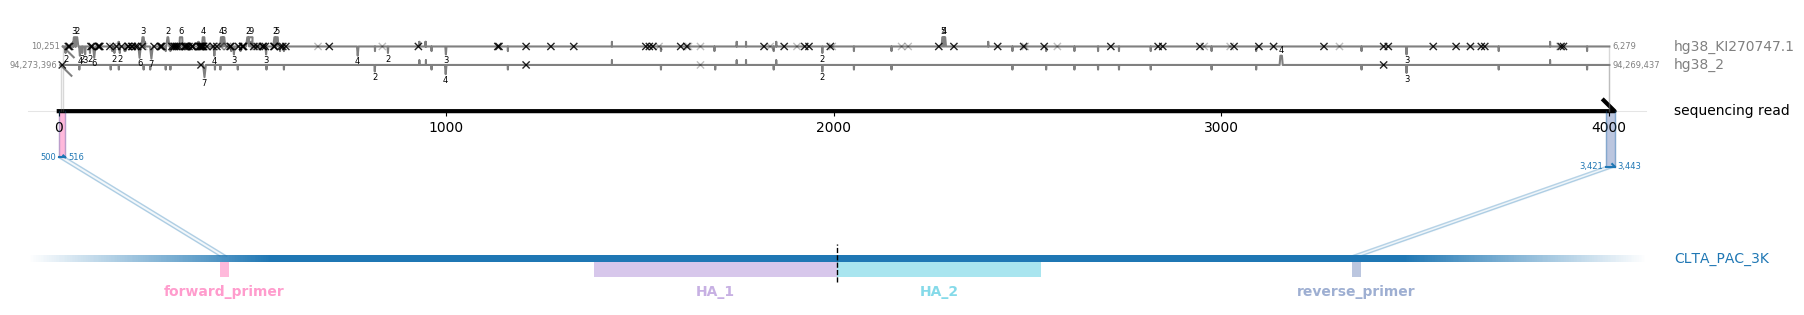 10,251
6,279
hg38_KI270747.1
94,273,396
94,269,437
hg38_2
sequencing read
0 1000 2000 3000 4000
500 516
3,421 3,443
CLTA_PAC_3K
forward_primer HA_1 HA_2 reverse_primer